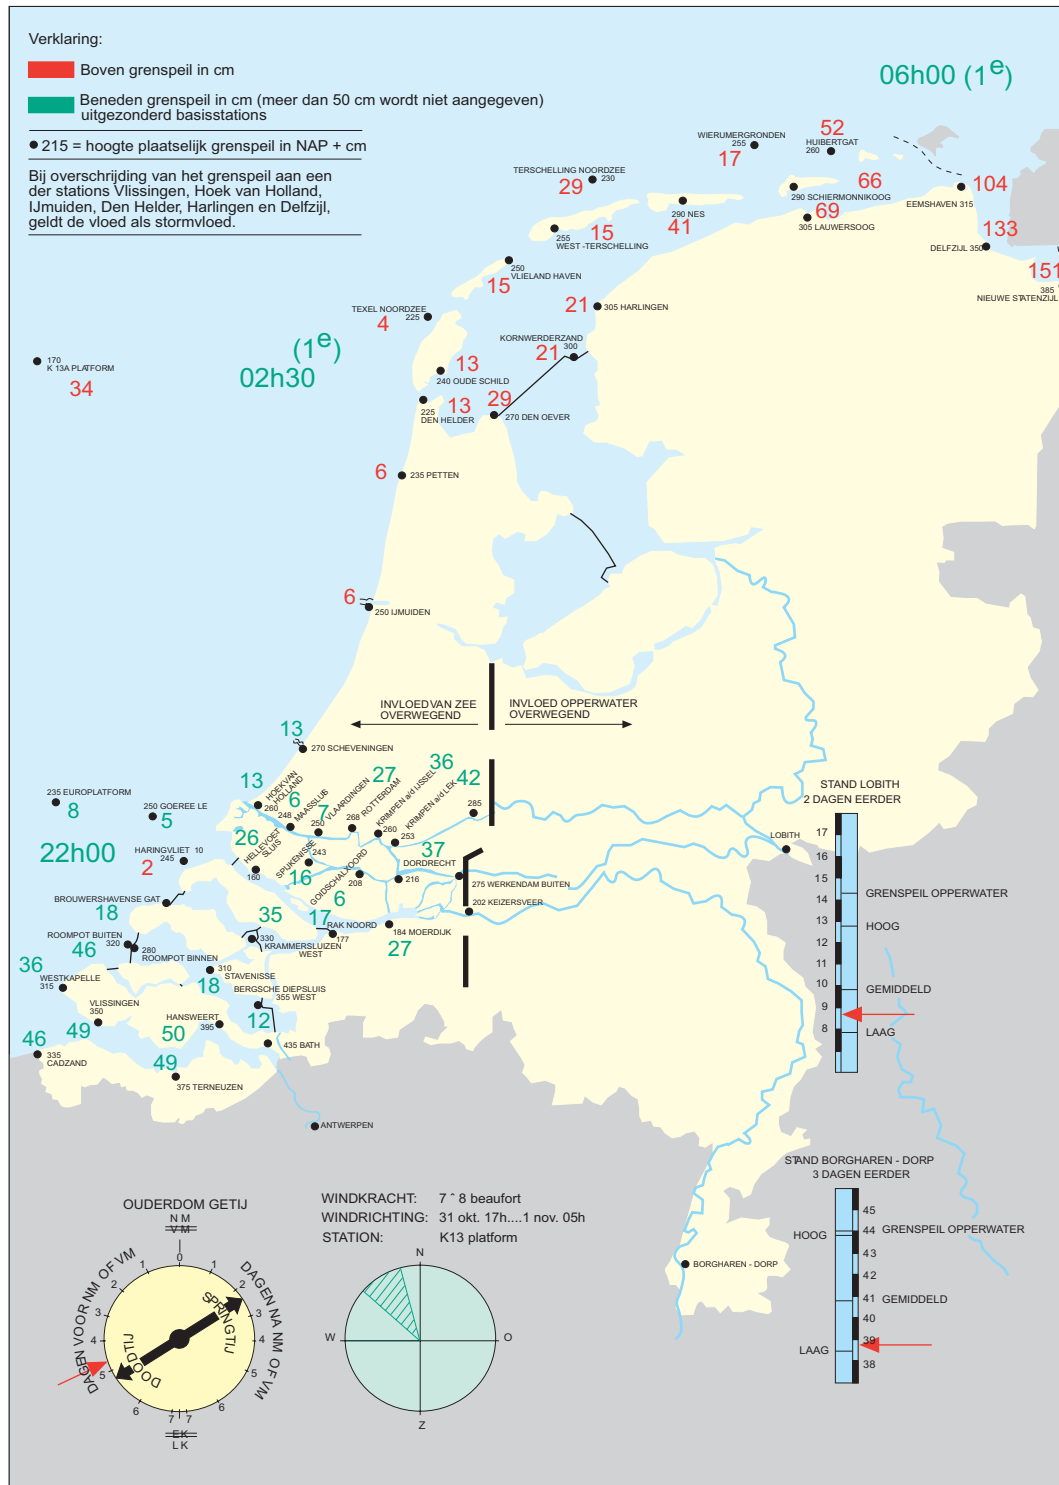 Verklaring:
Boven grenspeil in cm
Beneden grenspeil in cm (meer dan 50 cm wordt niet aangegeven)
uitgezonderd basisstations
215 = hoogte plaatselijk grenspeil in NAP + cm
Bij overschrijding van het grenspeil aan een
der stations Vlissingen, Hoek van Holland,
IJmuiden, Den Helder, Harlingen en Delfzijl,
geldt de vloed als stormvloed.
06h00 (1e)
WIERUMERGRONDEN
255
17
52
HUIBERTGAT
260
TERSCHELLING NOORDZEE
29
230
66
290 SCHIERMONNIKOOG
104
EEMSHAVEN 315
290 NES
41
69
305 LAUWERSOOG
133
DELFZIJL 350
255
15
WEST -TERSCHELLING
151
385
NIEUWE STATENZIJL
250
VLIELAND HAVEN
15
TEXEL NOORDZEE
4
225
21
305 HARLINGEN
KORNWERDERZAND
300
21
(1e)
02h30
170
K 13A PLATFORM
34
13
240 OUDE SCHILD
225
13
DEN HELDER
29
270 DEN OEVER
6
235 PETTEN
6
250 IJMUIDEN
INVLOED VAN ZEE
OVERWEGEND
INVLOED OPPERWATER
OVERWEGEND
13
270 SCHEVENINGEN
235 EUROPLATFORM
8
250 GOEREE LE
5
13
HOEK VAN
HOLLAND
260
6
MAASSLUIS
248
7
VLAARDINGEN
250
27
ROTTERDAM
268
36
KRIMPEN a/d IJSSEL
260
42
KRIMPEN a/d LEK
253
285
22h00
HARINGVLIET 10
245
2
26
HELLEVOET
SLUIS
160
SPIJKENISSE
243
16
GOIDSCHALXOORD
208
6
37
DORDRECHT
216
275 WERKENDAM BUITEN
202 KEIZERSVEER
BROUWERSHAVENSE GAT
18
35
330
KRAMMERSLUIZEN
WEST
17
RAK NOORD
177
184 MOERDIJK
27
ROOMPOT BUITEN
320
46
280
ROOMPOT BINNEN
310
STAVENISSE
18
36
WESTKAPELLE
315
BERGSCHE DIEPSLUIS
355 WEST
12
VLISSINGEN
350
49
HANSWEERT
395
50
435 BATH
46
335
CADZAND
49
375 TERNEUZEN
ANTWERPEN
LOBITH
STAND LOBITH
2 DAGEN EERDER
17
16
15
14
13
12
11
10
9
8
GRENSPEIL OPPERWATER
HOOG
GEMIDDELD
LAAG
STAND BORGHAREN - DORP
3 DAGEN EERDER
45
44
43
42
41
40
39
38
HOOG
GRENSPEIL OPPERWATER
GEMIDDELD
LAAG
BORGHAREN - DORP
OUDERDOM GETIJ
N M
V M
0
1 1
2 2
3 3
4 4
5 5
6 6
7 7
E K
L K
DAGEN VOOR NM OF VM
DAGEN NA NM OF VM
SPRINGTIJ
DOODTIJ
WINDKRACHT: 7 ˆ 8 beaufort
WINDRICHTING: 31 okt. 17h....1 nov. 05h
STATION: K13 platform
N
W
O
Z